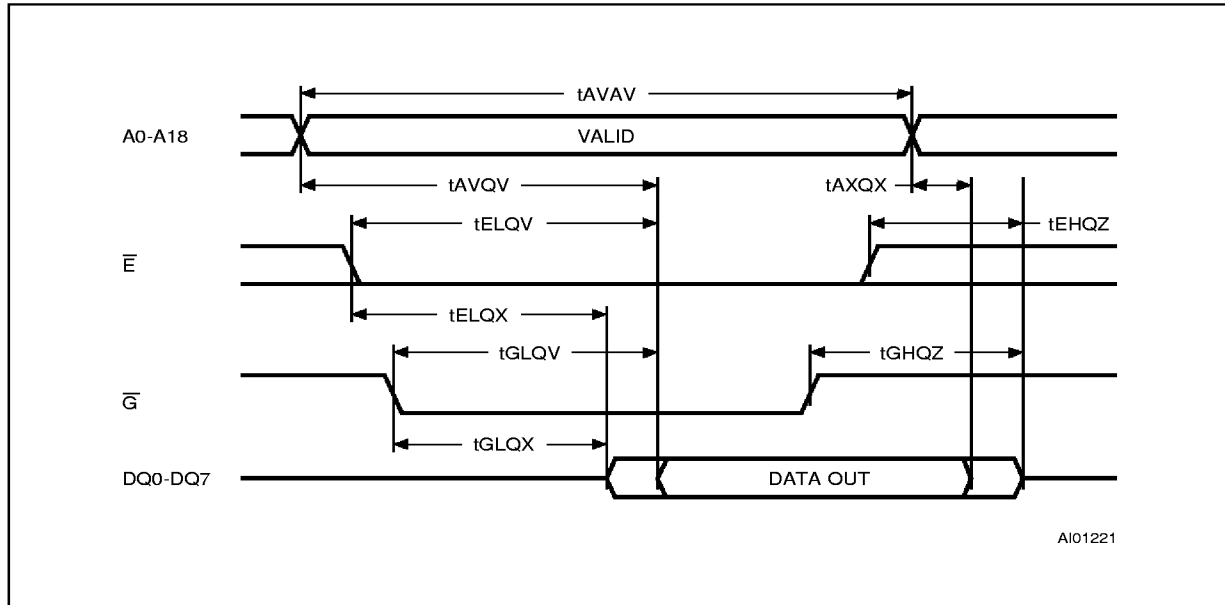 tAVAV
A0-A18
VALID
tAVQV
tAXQX
tELQV
tEHQZ
E̅
tELQX
tGLQV
tGHQZ
G̅
tGLQX
DQ0-DQ7
DATA OUT
AI01221